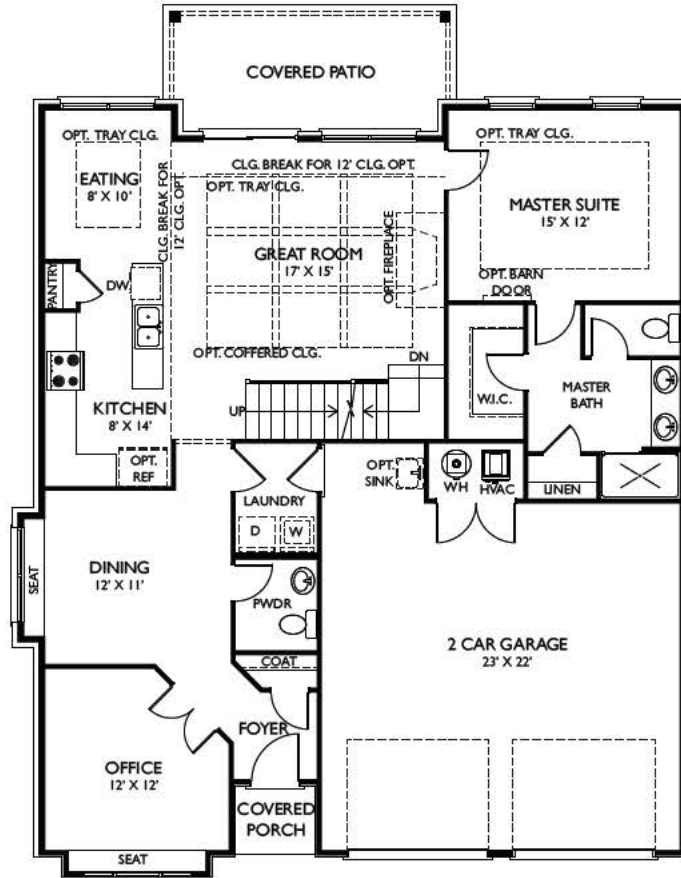 COVERED PATIO
OPT. TRAY CLG.
EATING
8' X 10'
CLG. BREAK FOR
12' CLG. OPT
CLG. BREAK FOR 12' CLG. OPT.
OPT. TRAY CLG.
GREAT ROOM
17' X 15'
OPT. FIREPLACE
OPT. COFFERED CLG.
OPT. TRAY CLG.
MASTER SUITE
15' X 12'
OPT. BARN
DOOR
PANTRY
DW
KITCHEN
8' X 14'
OPT.
REF
UP
DN
W.I.C.
MASTER
BATH
LINEN
OPT.
SINK
WH
HVAC
LAUNDRY
D
W
DINING
12' X 11'
SEAT
PWDR
COAT
FOYER
2 CAR GARAGE
23' X 22'
OFFICE
12' X 12'
COVERED
PORCH
SEAT